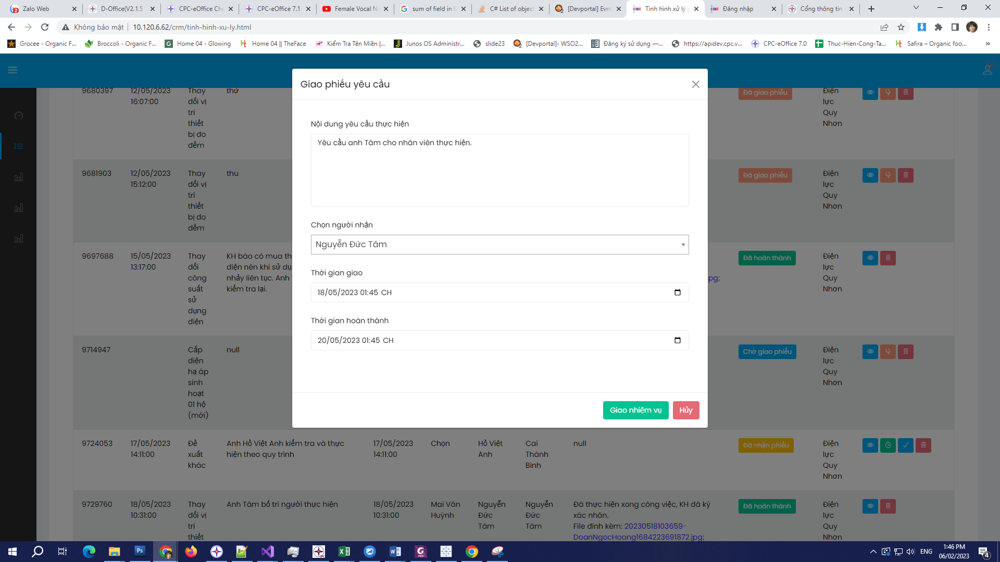 Zalo Web
D-Office(V2.1.5
CPC-eOffice Cha
CPC-eOffice 7.1
Female Vocal Ni
sum of field in li
C# List of object
[Devportal] Evn
Tình hình xử lý p
Đăng nhập
Cổng thông tin
Không bảo mật
10.120.6.62/crm/tinh-hinh-xu-ly.html
Grocee - Organic F...
Broccoli - Organic F...
Home 04 - Glowing
Home 04 || TheFace
Kiểm Tra Tên Miền |...
Junos OS Administr...
slide23
[Devportal]- WSO2...
Đăng ký sử dụng —...
https://apidev.cpc.v...
CPC-eOffice 7.0
Thuc-Hien-Cong-Ta...
Safira – Organic foo...
»
Giao phiếu yêu cầu
Nội dung yêu cầu thực hiện
Yêu cầu anh Tâm cho nhân viên thực hiện.
Chọn người nhận
Nguyễn Đức Tâm
Thời gian giao
18/05/2023 01:45 CH
Thời gian hoàn thành
20/05/2023 01:45 CH
Giao nhiệm vụ
Hủy
9680397
12/05/2023
16:07:00
Thay
đổi vị
trí
thiết
bị đo
đếm
thử
Đã giao phiếu
Điện
lực
Quy
Nhơn
9681903
12/05/2023
15:12:00
Thay
đổi vị
trí
thiết
bị đo
đếm
thu
Đã giao phiếu
Điện
lực
Quy
Nhơn
9697688
15/05/2023
13:17:00
Thay
đổi
công
suất
sử
dụng
điện
KH báo có mua th
điện nên khi sử dụ
nhảy liên tục. Anh
kiểm tra lại.
pg;
Đã hoàn thành
Điện
lực
Quy
Nhơn
9714947
Cấp
điện
hạ áp
sinh
hoạt
01 hộ
(mới)
null
Chờ giao phiếu
Điện
lực
Quy
Nhơn
9724053
17/05/2023
14:11:00
Đề
xuất
khác
Anh Hồ Việt Anh kiểm tra và thực
hiện theo quy trình
17/05/2023
14:11:00
Chọn
Hồ Việt
Anh
Cai
Thành
Bình
null
Đã nhận phiếu
Điện
lực
Quy
Nhơn
9729760
18/05/2023
10:31:00
Thay
đổi vị
trí
thiết
Anh Tâm bố trí người thực hiện
18/05/2023
10:31:00
Mai Văn
Huỳnh
Nguyễn
Đức
Tâm
Nguyễn
Đức
Tâm
Đã thực hiện xong công việc, KH đã ký
xác nhân.
File đính kèm: 20230518103659-
DoanNgocHoang1684223691872.jpg;
Đã hoàn thành
Điện
lực
Quy
Nhơn
ENG
1:46 PM
06/02/2023
4